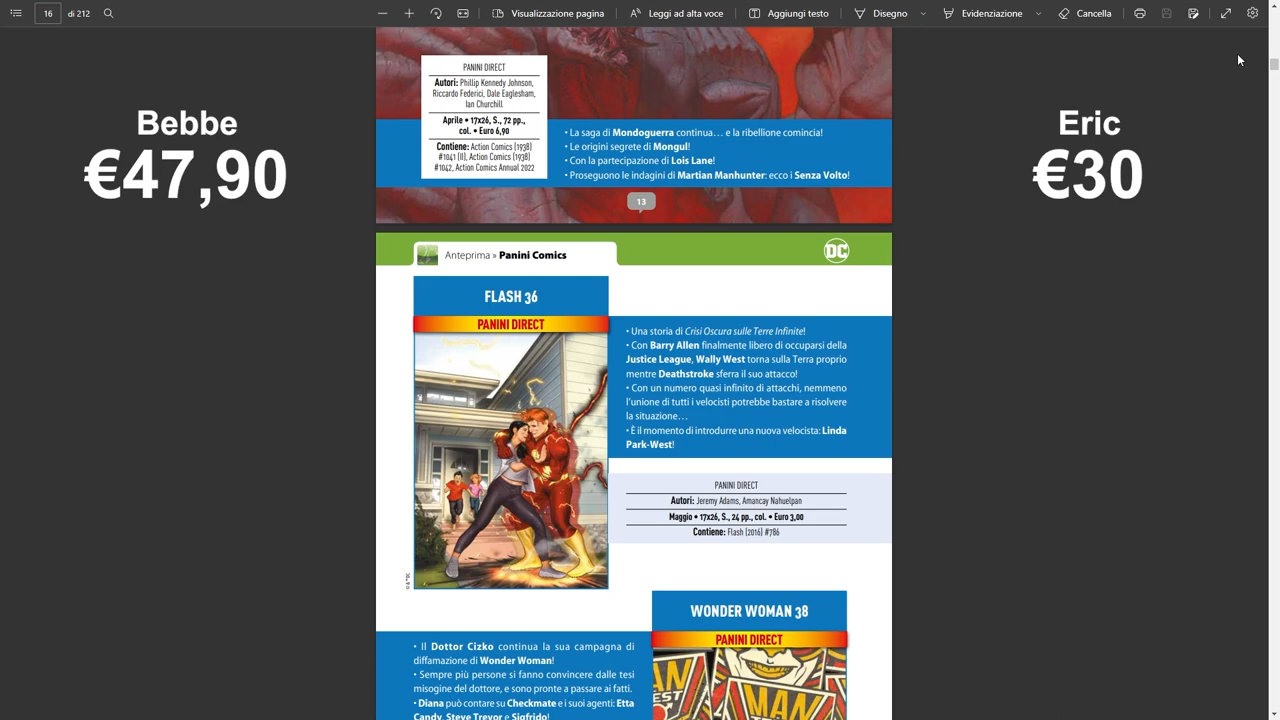 16 di 212
Visualizzazione pagina
Leggi ad alta voce
Aggiungi testo
Disegno
Evidenziazione
Cancella
Bebbe
€47,90
Eric
€30
PANINI DIRECT
Autori: Phillip Kennedy Johnson,
Riccardo Federici, Dale Eaglesham,
Ian Churchill
Aprile • 17x26, S., 72 pp.,
col. • Euro 6,90
Contiene: Action Comics (1938)
#1041 (II), Action Comics (1938)
#1042, Action Comics Annual 2022
• La saga di Mondoguerra continua… e la ribellione comincia!
• Le origini segrete di Mongul!
• Con la partecipazione di Lois Lane!
• Proseguono le indagini di Martian Manhunter: ecco i Senza Volto!
13
Anteprima » Panini Comics
DC
FLASH 36
PANINI DIRECT
• Una storia di Crisi Oscura sulle Terre Infinite!
• Con Barry Allen finalmente libero di occuparsi della
Justice League, Wally West torna sulla Terra proprio
mentre Deathstroke sferra il suo attacco!
• Con un numero quasi infinito di attacchi, nemmeno
l'unione di tutti i velocisti potrebbe bastare a risolvere
la situazione…
• È il momento di introdurre una nuova velocista: Linda
Park-West!
PANINI DIRECT
Autori: Jeremy Adams, Amancay Nahuelpan
Maggio • 17x26, S., 24 pp., col. • Euro 3,00
Contiene: Flash (2016) #786
WONDER WOMAN 38
PANINI DIRECT
• Il Dottor Cizko continua la sua campagna di
diffamazione di Wonder Woman!
• Sempre più persone si fanno convincere dalle tesi
misogine del dottore, e sono pronte a passare ai fatti.
• Diana può contare su Checkmate e i suoi agenti: Etta
Candy, Steve Trevor e Sigfrido!
MAN